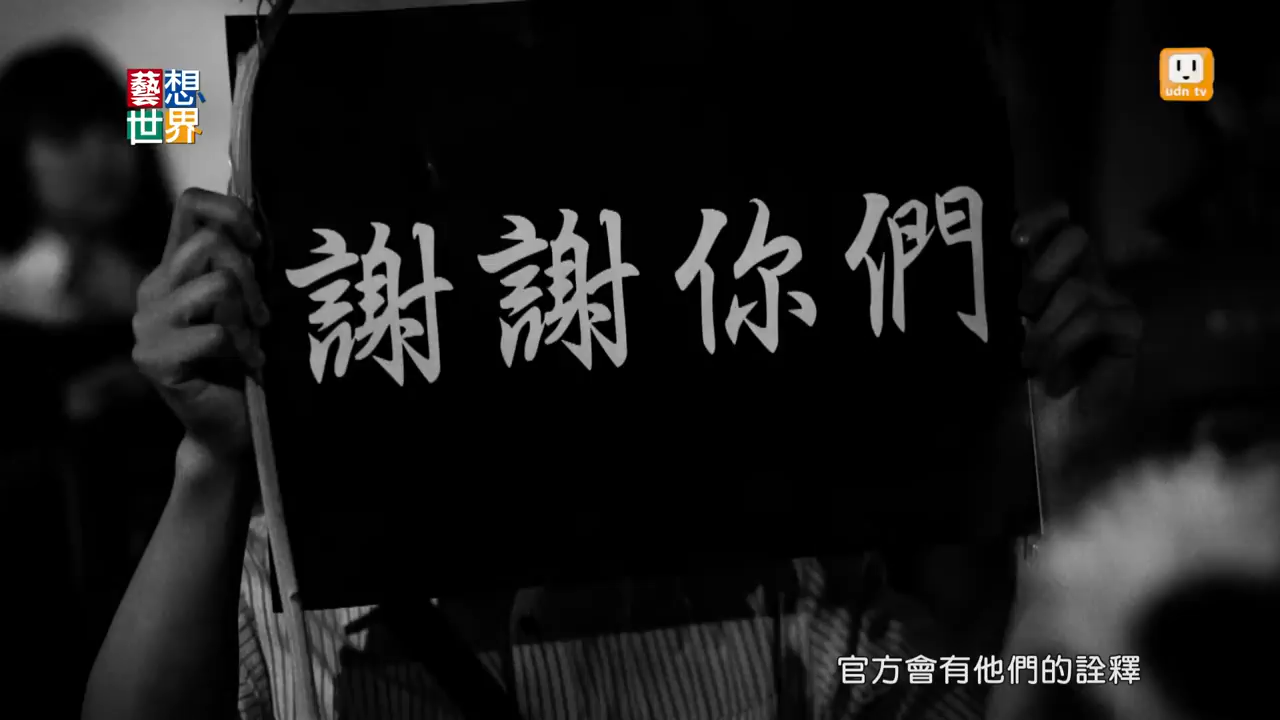 藝想
世界
udn tv
謝謝你們
官方會有他們的詮釋